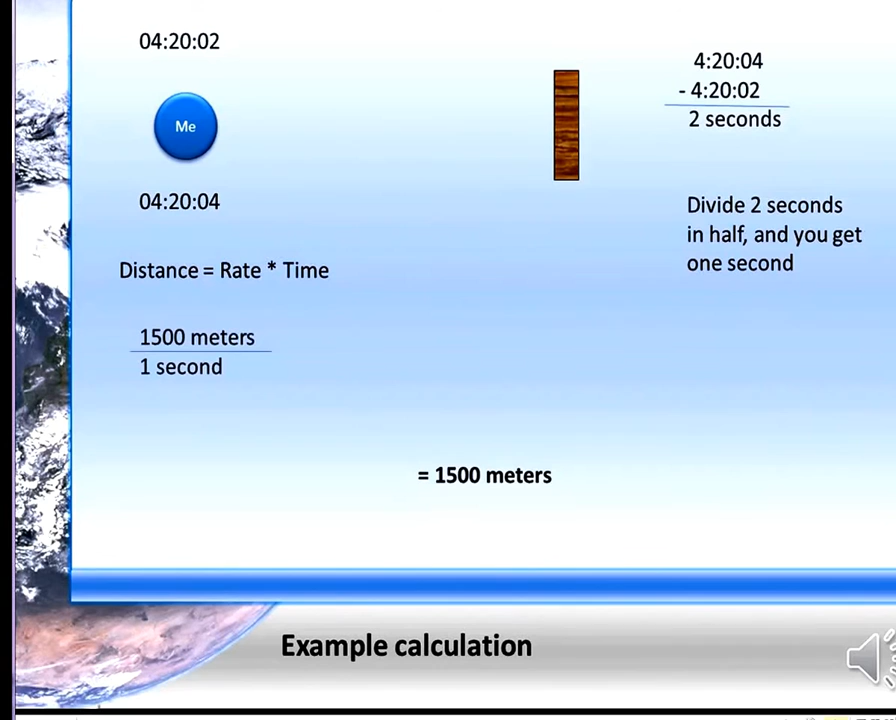 04:20:02
Me
04:20:04
4:20:04
- 4:20:02
2 seconds
Divide 2 seconds
in half, and you get
one second
Distance = Rate * Time
1500 meters
1 second
= 1500 meters
Example calculation